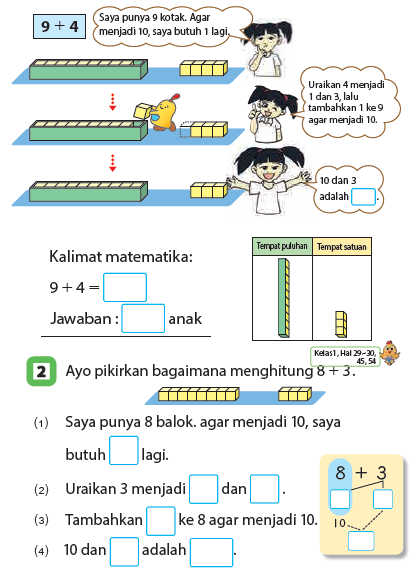 9 + 4
Saya punya 9 kotak. Agar
menjadi 10, saya butuh 1 lagi.
Uraikan 4 menjadi
1 dan 3, lalu
tambahkan 1 ke 9
agar menjadi 10.
10 dan 3
adalah .
Kalimat matematika:
9 + 4 =
Jawaban : anak
Tempat puluhan Tempat satuan
Kelas1, Hal 29~30,
45, 54
2 Ayo pikirkan bagaimana menghitung 8 + 3.
(1) Saya punya 8 balok. agar menjadi 10, saya
butuh lagi.
(2) Uraikan 3 menjadi dan .
(3) Tambahkan ke 8 agar menjadi 10.
(4) 10 dan adalah .
8 + 3
10